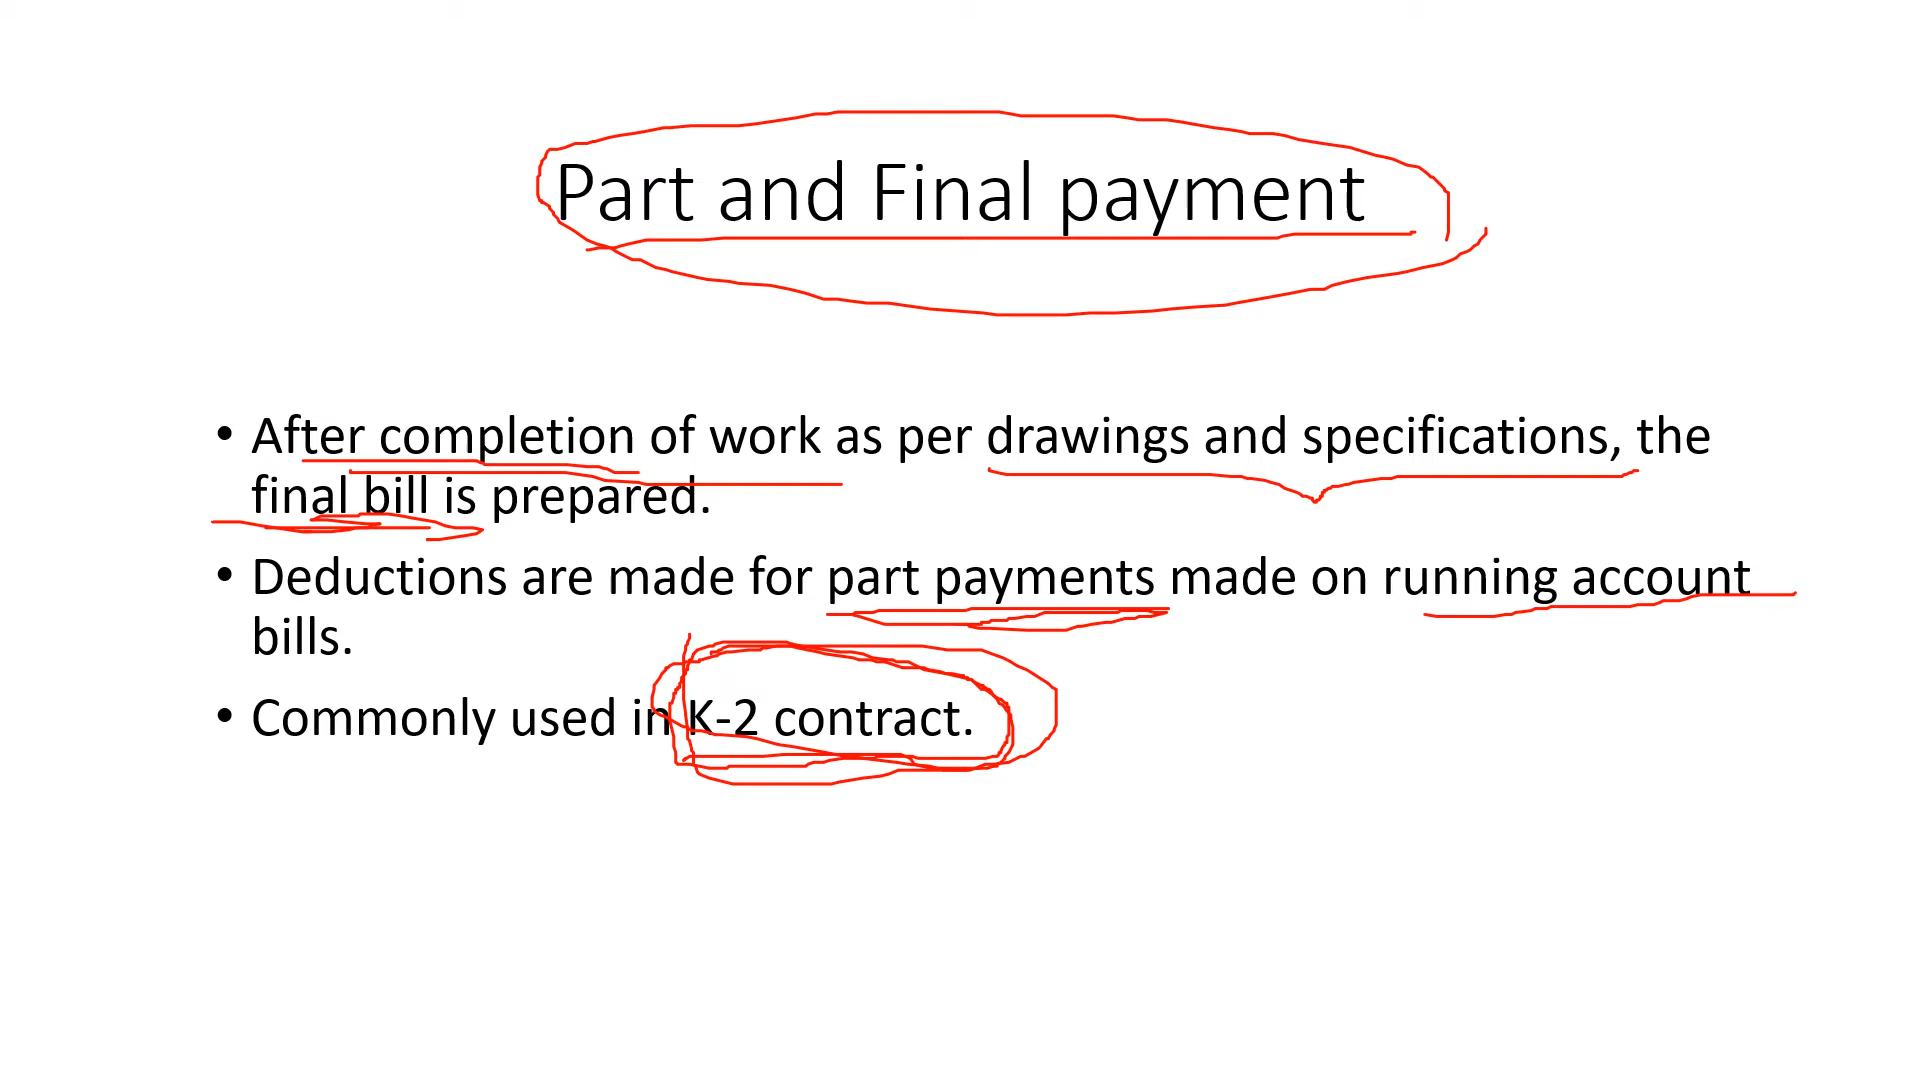 Part and Final payment
• After completion of work as per drawings and specifications, the
final bill is prepared.
• Deductions are made for part payments made on running account
bills.
• Commonly used in K-2 contract.